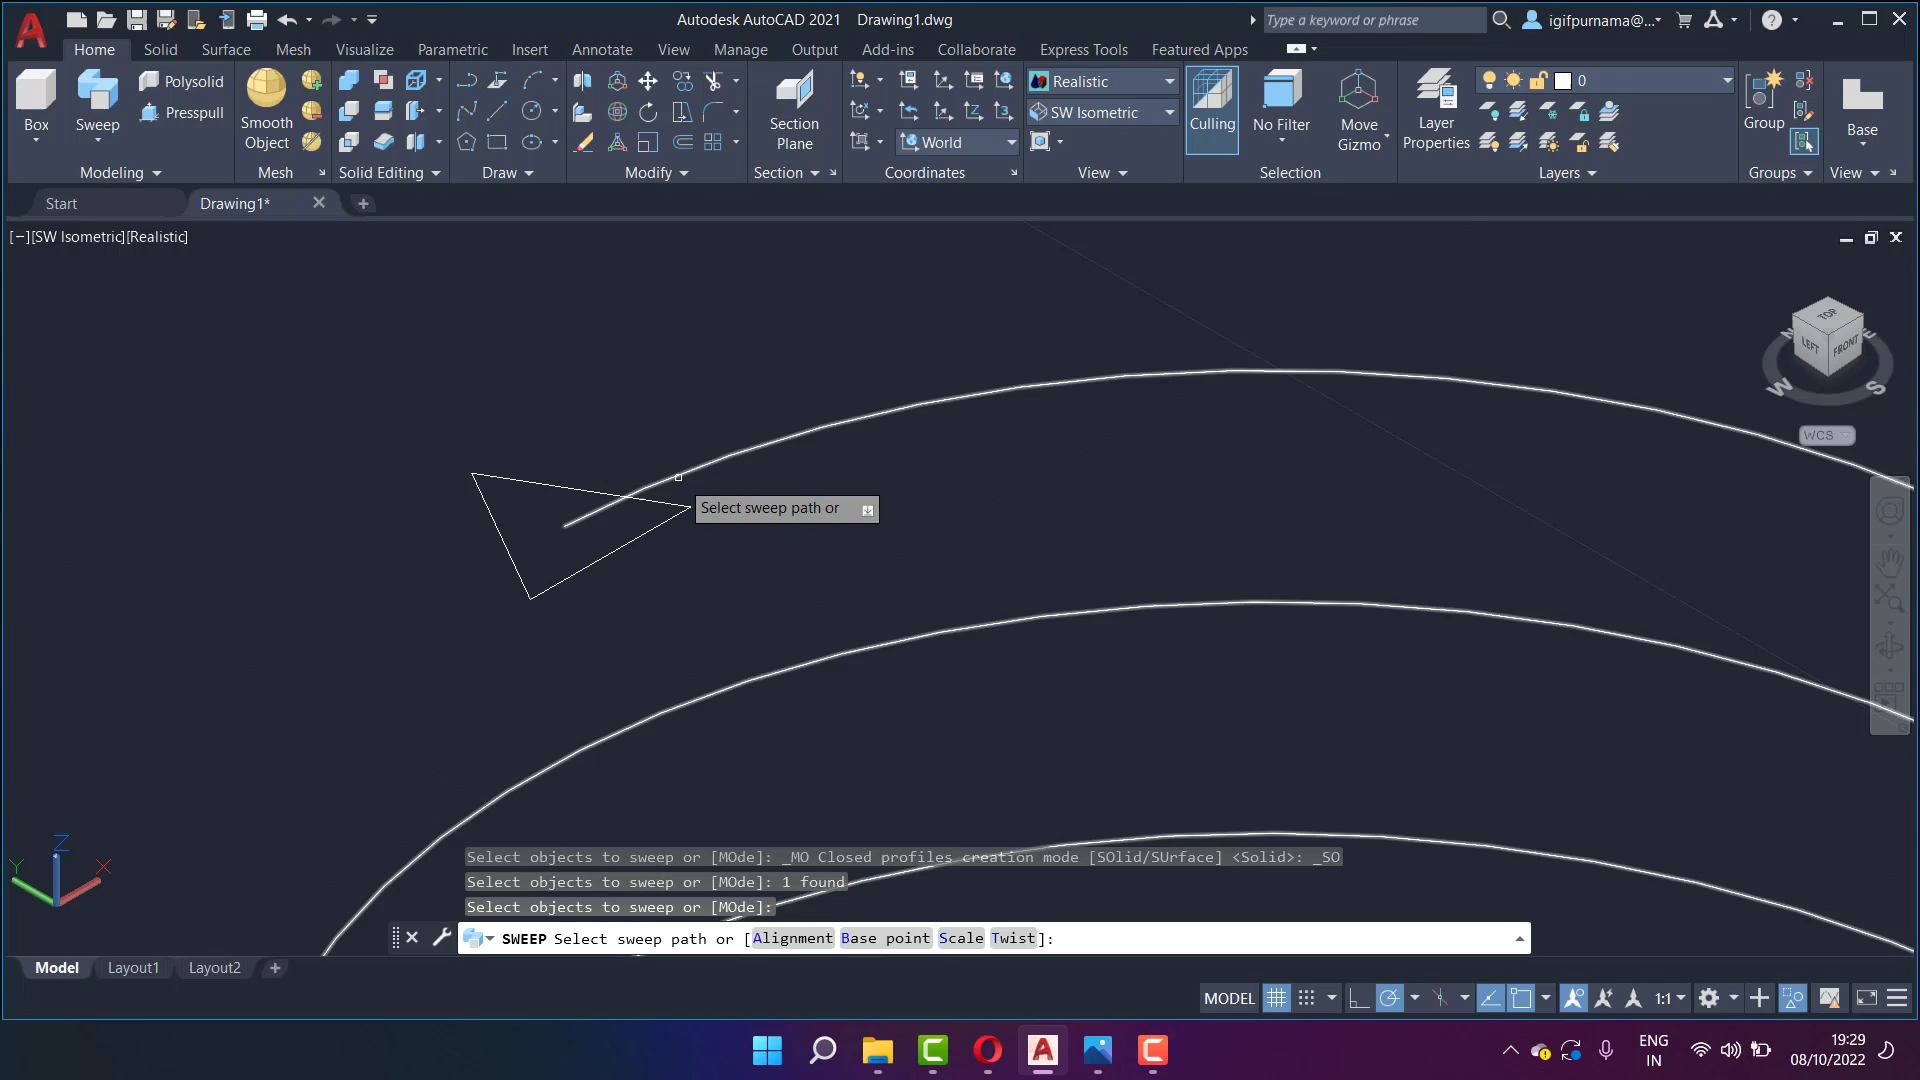 Autodesk AutoCAD 2021 Drawing1.dwg
Type a keyword or phrase
igifpurnama@...
Home Solid Surface Mesh Visualize Parametric Insert Annotate View Manage Output Add-ins Collaborate Express Tools Featured Apps
Box
Sweep
Polysolid
Presspull
Smooth
Object
Section
Plane
World
Realistic
SW Isometric
Culling
No Filter
Move
Gizmo
Layer
Properties
0
Group
Base
Modeling Mesh Solid Editing Draw Modify Section Coordinates View Selection Layers Groups View
Start Drawing1*
[−][SW Isometric][Realistic]
TOP
LEFT
FRONT
N
E
W
S
WCS
Select sweep path or
Z
Y
X
Select objects to sweep or [MOde]: _MO Closed profiles creation mode [SOlid/SUrface] <Solid>: _SO
Select objects to sweep or [MOde]: 1 found
Select objects to sweep or [MOde]:
SWEEP Select sweep path or [Alignment Base point Scale Twist]:
Model Layout1 Layout2
MODEL 1:1
ENG
IN
19:29
08/10/2022